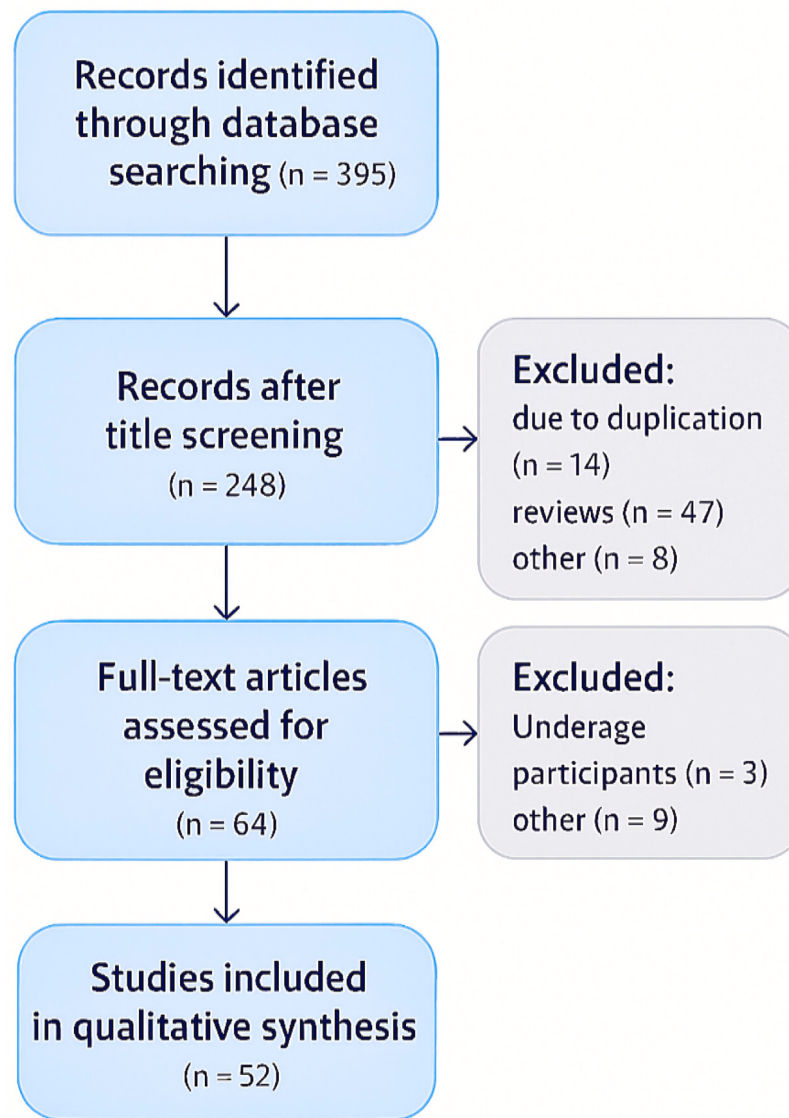 Records identified
through database
searching (n = 395)
Records after
title screening
(n = 248)
Excluded:
due to duplication
(n = 14)
reviews (n = 47)
other (n = 8)
Full-text articles
assessed for
eligibility
(n = 64)
Excluded:
Underage
participants (n = 3)
other (n = 9)
Studies included
in qualitative synthesis
(n = 52)